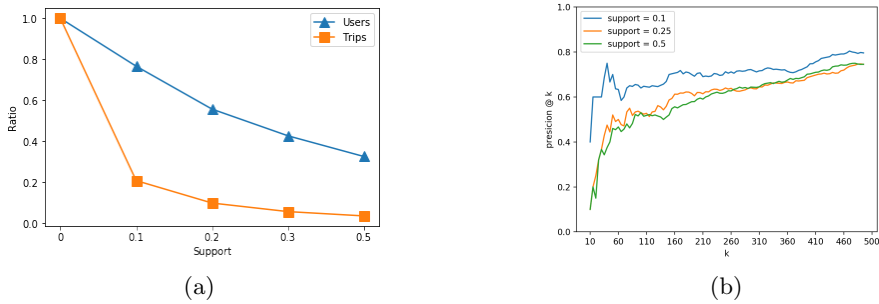 1.0
0.8
0.6
0.4
0.2
0.0
Ratio
Users
Trips
0 0.1 0.2 0.3 0.5
Support
(a)
1.0
0.8
0.6
0.4
0.2
0.0
presicion @ k
support = 0.1
support = 0.25
support = 0.5
10 60 110 160 210 260 310 360 410 460 500
k
(b)